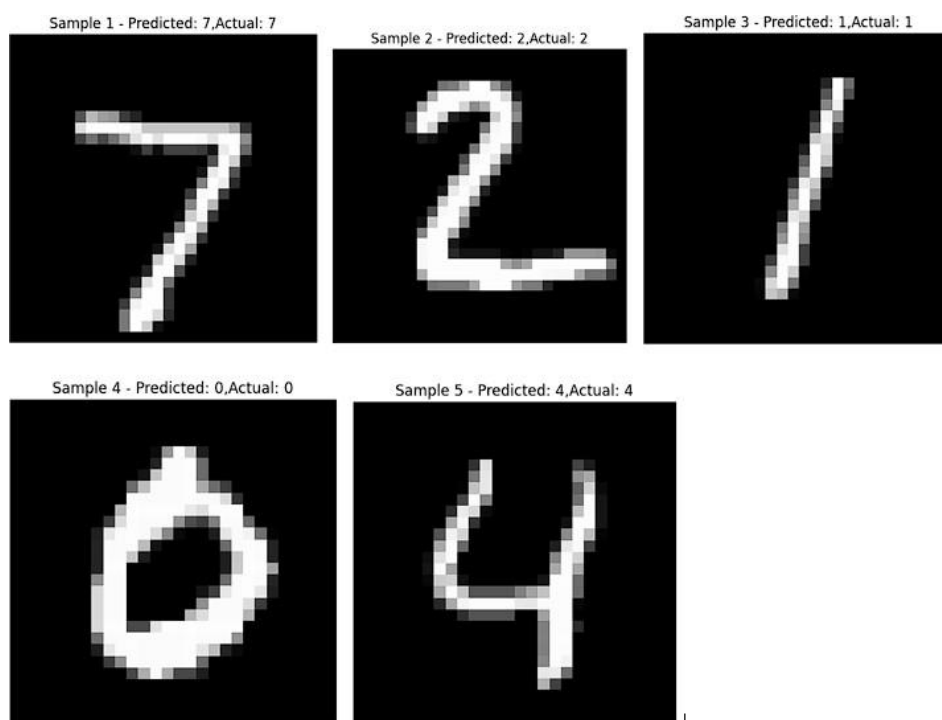 Sample 1 - Predicted: 7,Actual: 7
Sample 2 - Predicted: 2,Actual: 2
Sample 3 - Predicted: 1,Actual: 1
7
2
1
Sample 4 - Predicted: 0,Actual: 0
Sample 5 - Predicted: 4,Actual: 4
0
4